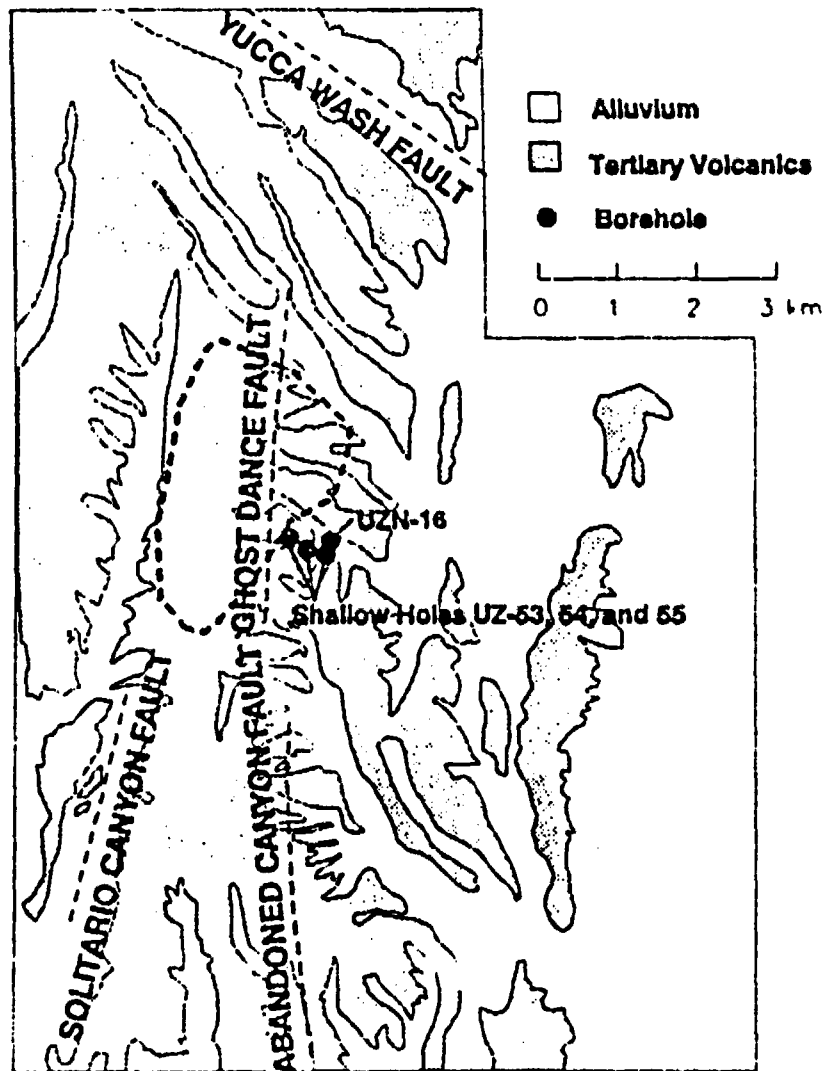 YUCCA WASH FAULT
Alluvium
Tertiary Volcanics
Borehole
0 1 2 3 km
GHOST DANCE FAULT
UZN-16
Shallow Holes UZ-53, 54, and 55
SOLITARIO CANYON FAULT
ABANDONED CANYON FAULT